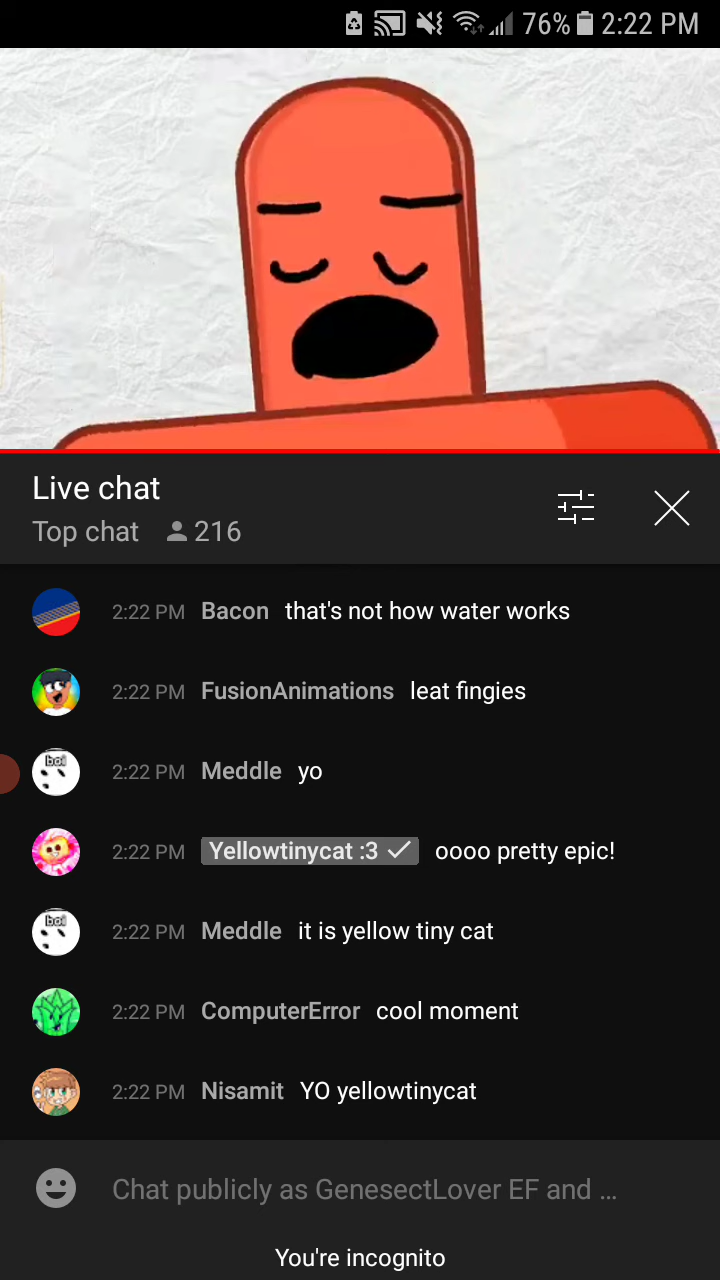 76% 2:22 PM
Live chat
Top chat 216
2:22 PM Bacon that's not how water works
2:22 PM FusionAnimations leat fingies
boi
2:22 PM Meddle yo
2:22 PM Yellowtinycat :3 ✓ oooo pretty epic!
boi
2:22 PM Meddle it is yellow tiny cat
2:22 PM ComputerError cool moment
2:22 PM Nisamit YO yellowtinycat
Chat publicly as GenesectLover EF and ...
You're incognito